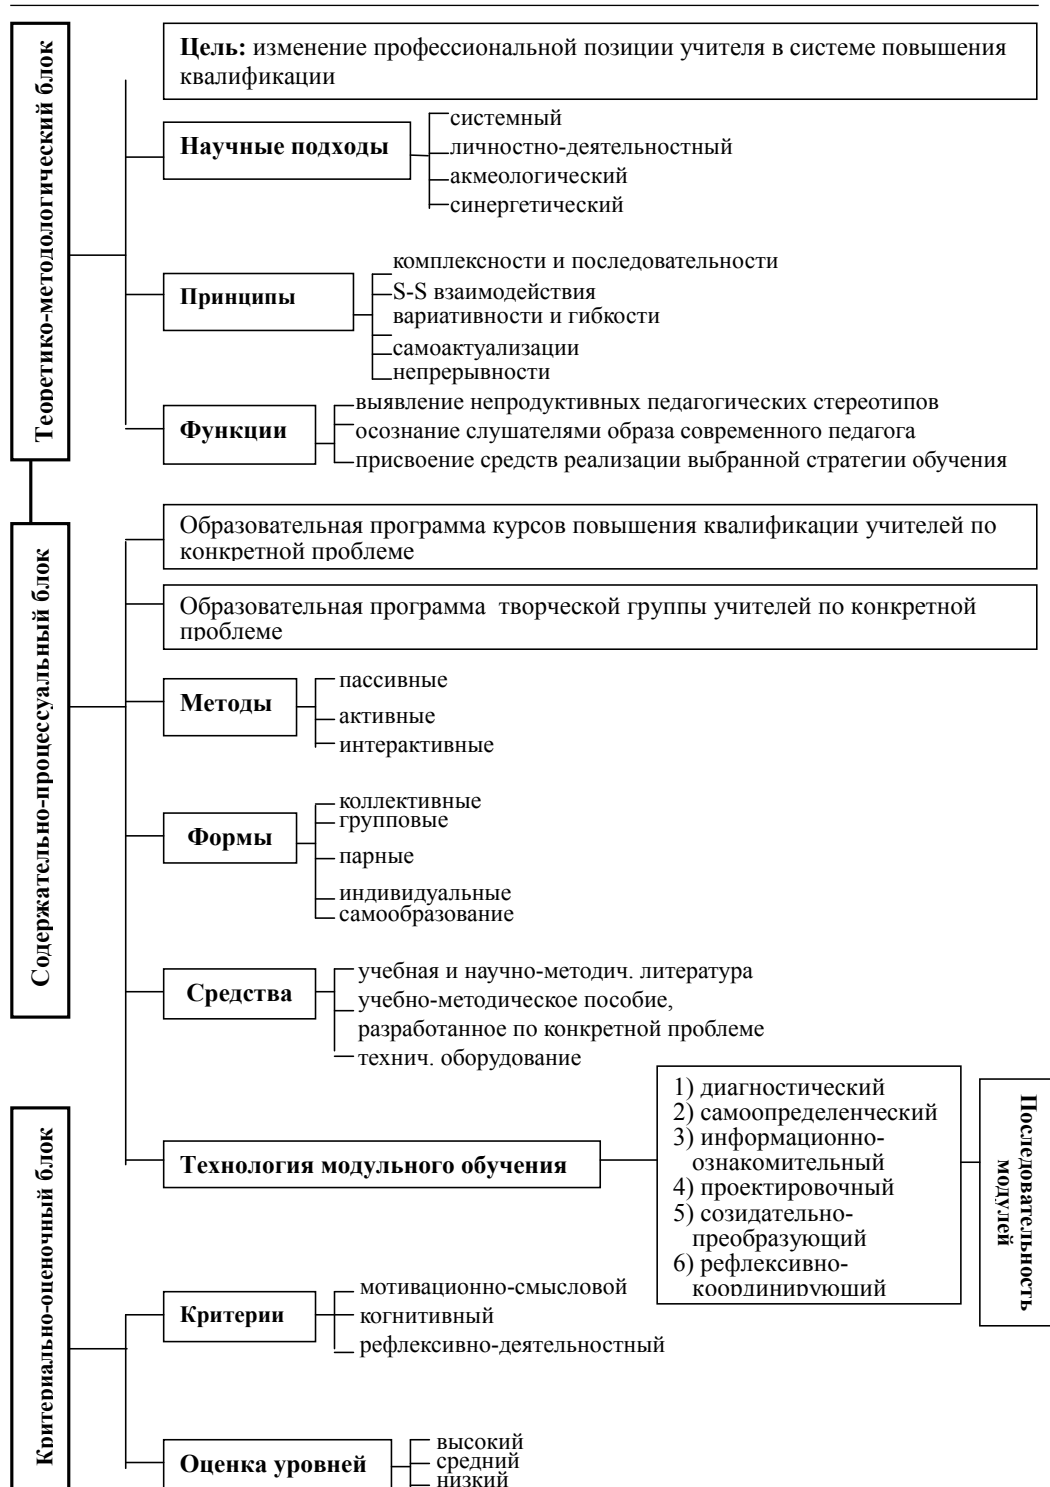 Теоретико-методологический блок
Цель: изменение профессиональной позиции учителя в системе повышения
квалификации
Научные подходы
системный
личностно-деятельностный
акмеологический
синергетический
Принципы
комплексности и последовательности
S-S взаимодействия
вариативности и гибкости
самоактуализации
непрерывности
Функции
выявление непродуктивных педагогических стереотипов
осознание слушателями образа современного педагога
присвоение средств реализации выбранной стратегии обучения
Содержательно-процессуальный блок
Образовательная программа курсов повышения квалификации учителей по
конкретной проблеме
Образовательная программа творческой группы учителей по конкретной
проблеме
Методы
пассивные
активные
интерактивные
Формы
коллективные
групповые
парные
индивидуальные
самообразование
Средства
учебная и научно-методич. литература
учебно-методическое пособие,
разработанное по конкретной проблеме
технич. оборудование
Технология модульного обучения
1) диагностический
2) самоопределенческий
3) информационно-
ознакомительный
4) проектировочный
5) созидательно-
преобразующий
6) рефлексивно-
координирующий
Последовательность
модулей
Критериально-оценочный блок
Критерии
мотивационно-смысловой
когнитивный
рефлексивно-деятельностный
Оценка уровней
высокий
средний
низкий